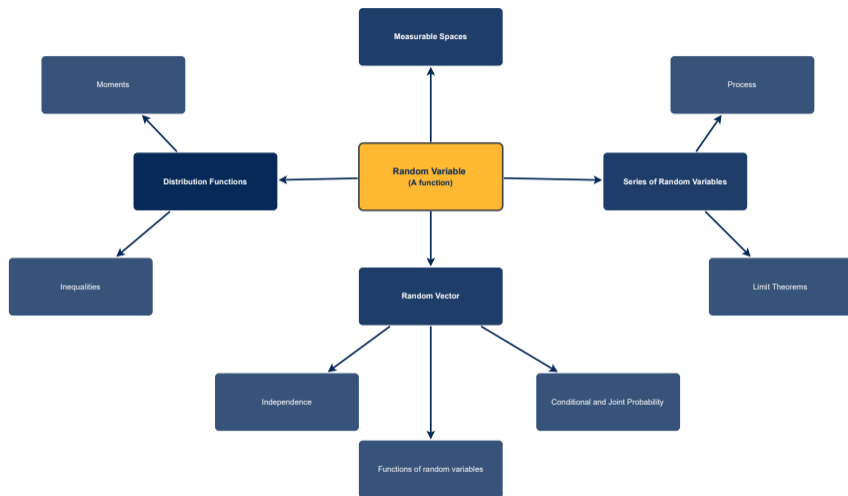 Measurable Spaces
Moments
Process
Random Variable
(A function)
Distribution Functions
Series of Random Variables
Inequalities
Random Vector
Limit Theorems
Independence
Conditional and Joint Probability
Functions of random variables